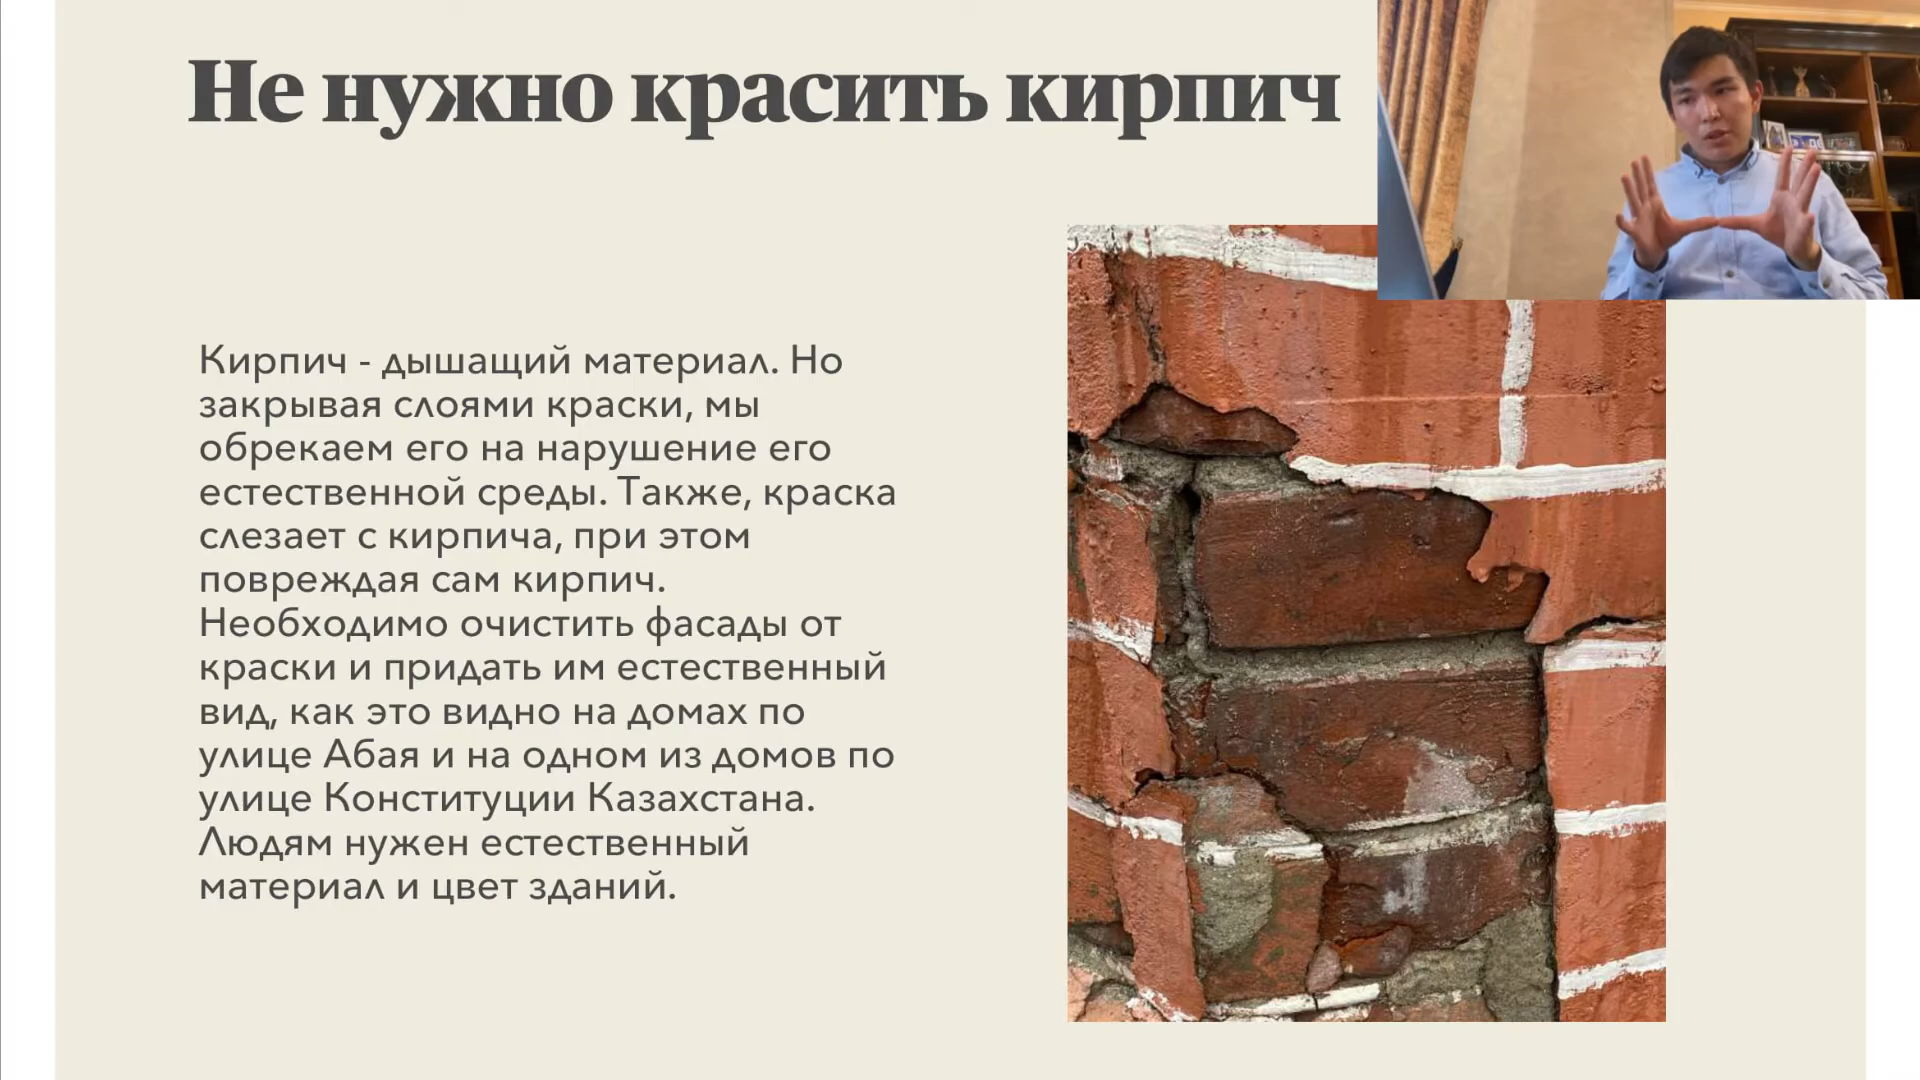 Не нужно красить кирпич
Кирпич - дышащий материал. Но
закрывая слоями краски, мы
обрекаем его на нарушение его
естественной среды. Также, краска
слезает с кирпича, при этом
повреждая сам кирпич.
Необходимо очистить фасады от
краски и придать им естественный
вид, как это видно на домах по
улице Абая и на одном из домов по
улице Конституции Казахстана.
Людям нужен естественный
материал и цвет зданий.